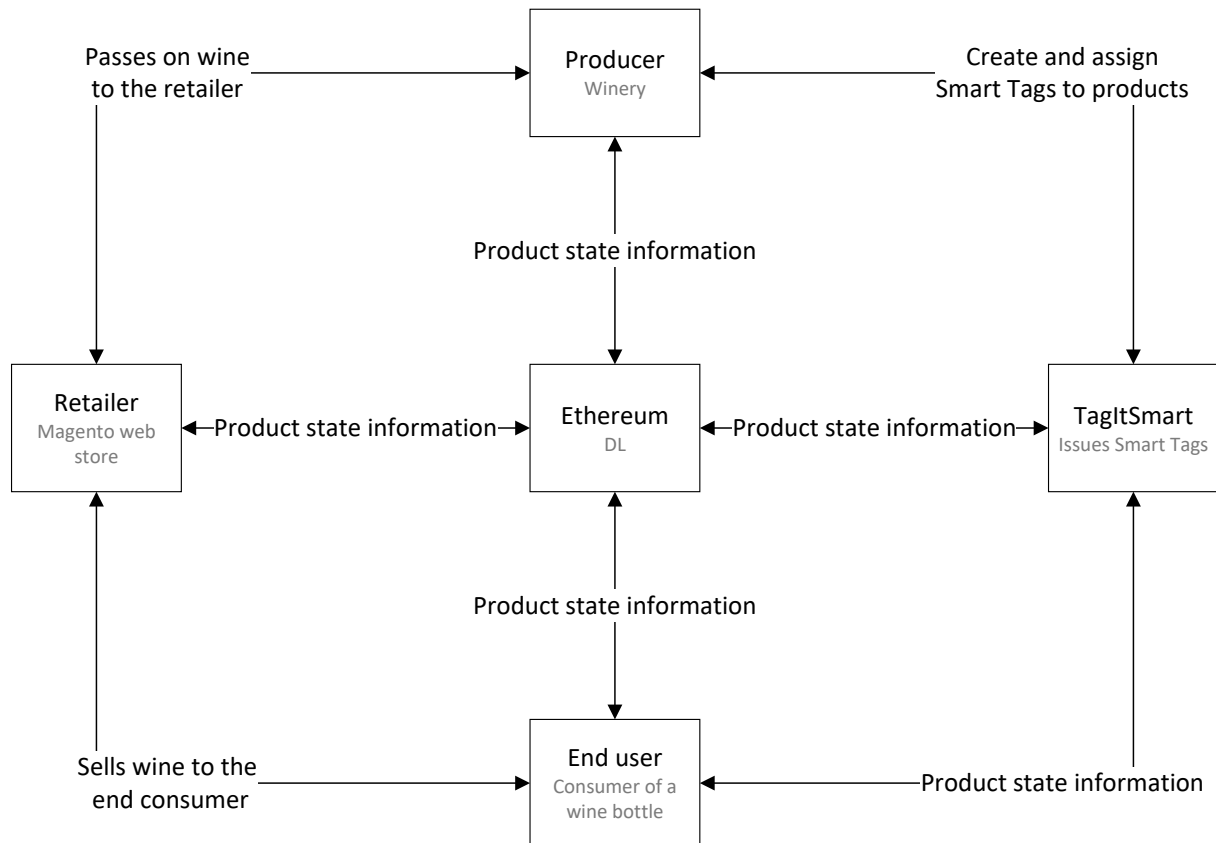 Passes on wine
to the retailer
Producer
Winery
Create and assign
Smart Tags to products
Product state information
Retailer
Magento web
store
Product state information
Ethereum
DL
Product state information
TagItSmart
Issues Smart Tags
Product state information
Sells wine to the
end consumer
End user
Consumer of a
wine bottle
Product state information